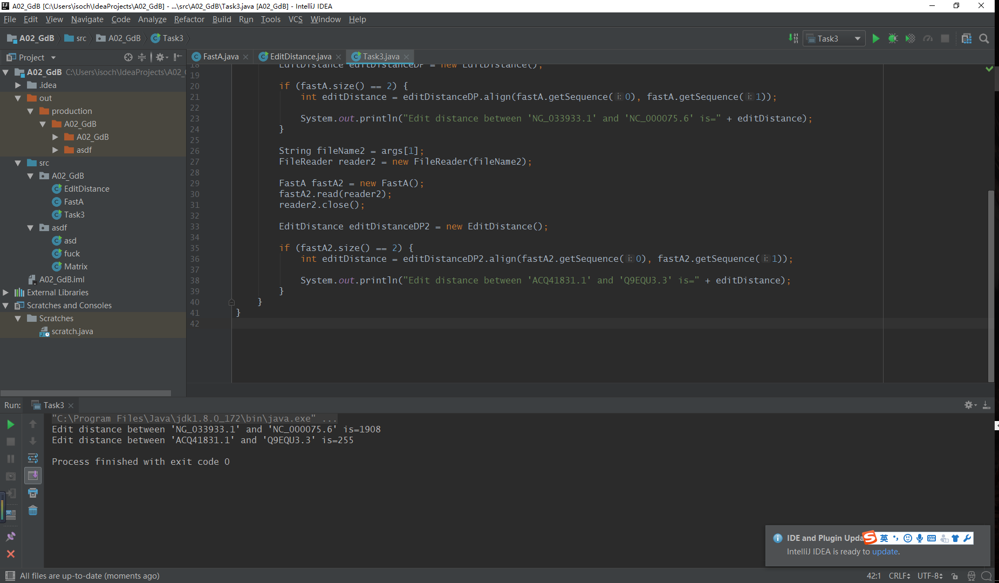 A02_GdB [C:\Users\isoch\IdeaProjects\A02_GdB] - ...\src\A02_GdB\Task3.java [A02_GdB] - IntelliJ IDEA
File Edit View Navigate Code Analyze Refactor Build Run Tools VCS Window Help
A02_GdB src A02_GdB Task3 Task3
Project
FastA.java EditDistance.java Task3.java
A02_GdB C:\Users\isoch\IdeaProjects\A02_
.idea
out
production
A02_GdB
A02_GdB
asdf
src
A02_GdB
EditDistance
FastA
Task3
asdf
asd
fuck
Matrix
A02_GdB.iml
External Libraries
Scratches and Consoles
Scratches
scratch.java
18 EditDistance editDistanceDP = new EditDistance();
19
20 if (fastA.size() == 2) {
21 int editDistance = editDistanceDP.align(fastA.getSequence( i: 0), fastA.getSequence( i: 1));
22
23 System.out.println("Edit distance between 'NG_033933.1' and 'NC_000075.6' is=" + editDistance);
24 }
25
26 String fileName2 = args[1];
27 FileReader reader2 = new FileReader(fileName2);
28
29 FastA fastA2 = new FastA();
30 fastA2.read(reader2);
31 reader2.close();
32
33 EditDistance editDistanceDP2 = new EditDistance();
34
35 if (fastA2.size() == 2) {
36 int editDistance = editDistanceDP2.align(fastA2.getSequence( i: 0), fastA2.getSequence( i: 1));
37
38 System.out.println("Edit distance between 'ACQ41831.1' and 'Q9EQU3.3' is=" + editDistance);
39 }
40 }
41 }
42
Run: Task3
"C:\Program Files\Java\jdk1.8.0_172\bin\java.exe" ...
Edit distance between 'NG_033933.1' and 'NC_000075.6' is=1908
Edit distance between 'ACQ41831.1' and 'Q9EQU3.3' is=255
Process finished with exit code 0
IDE and Plugin Upda
英
IntelliJ IDEA is ready to update.
All files are up-to-date (moments ago)
42:1 CRLF UTF-8